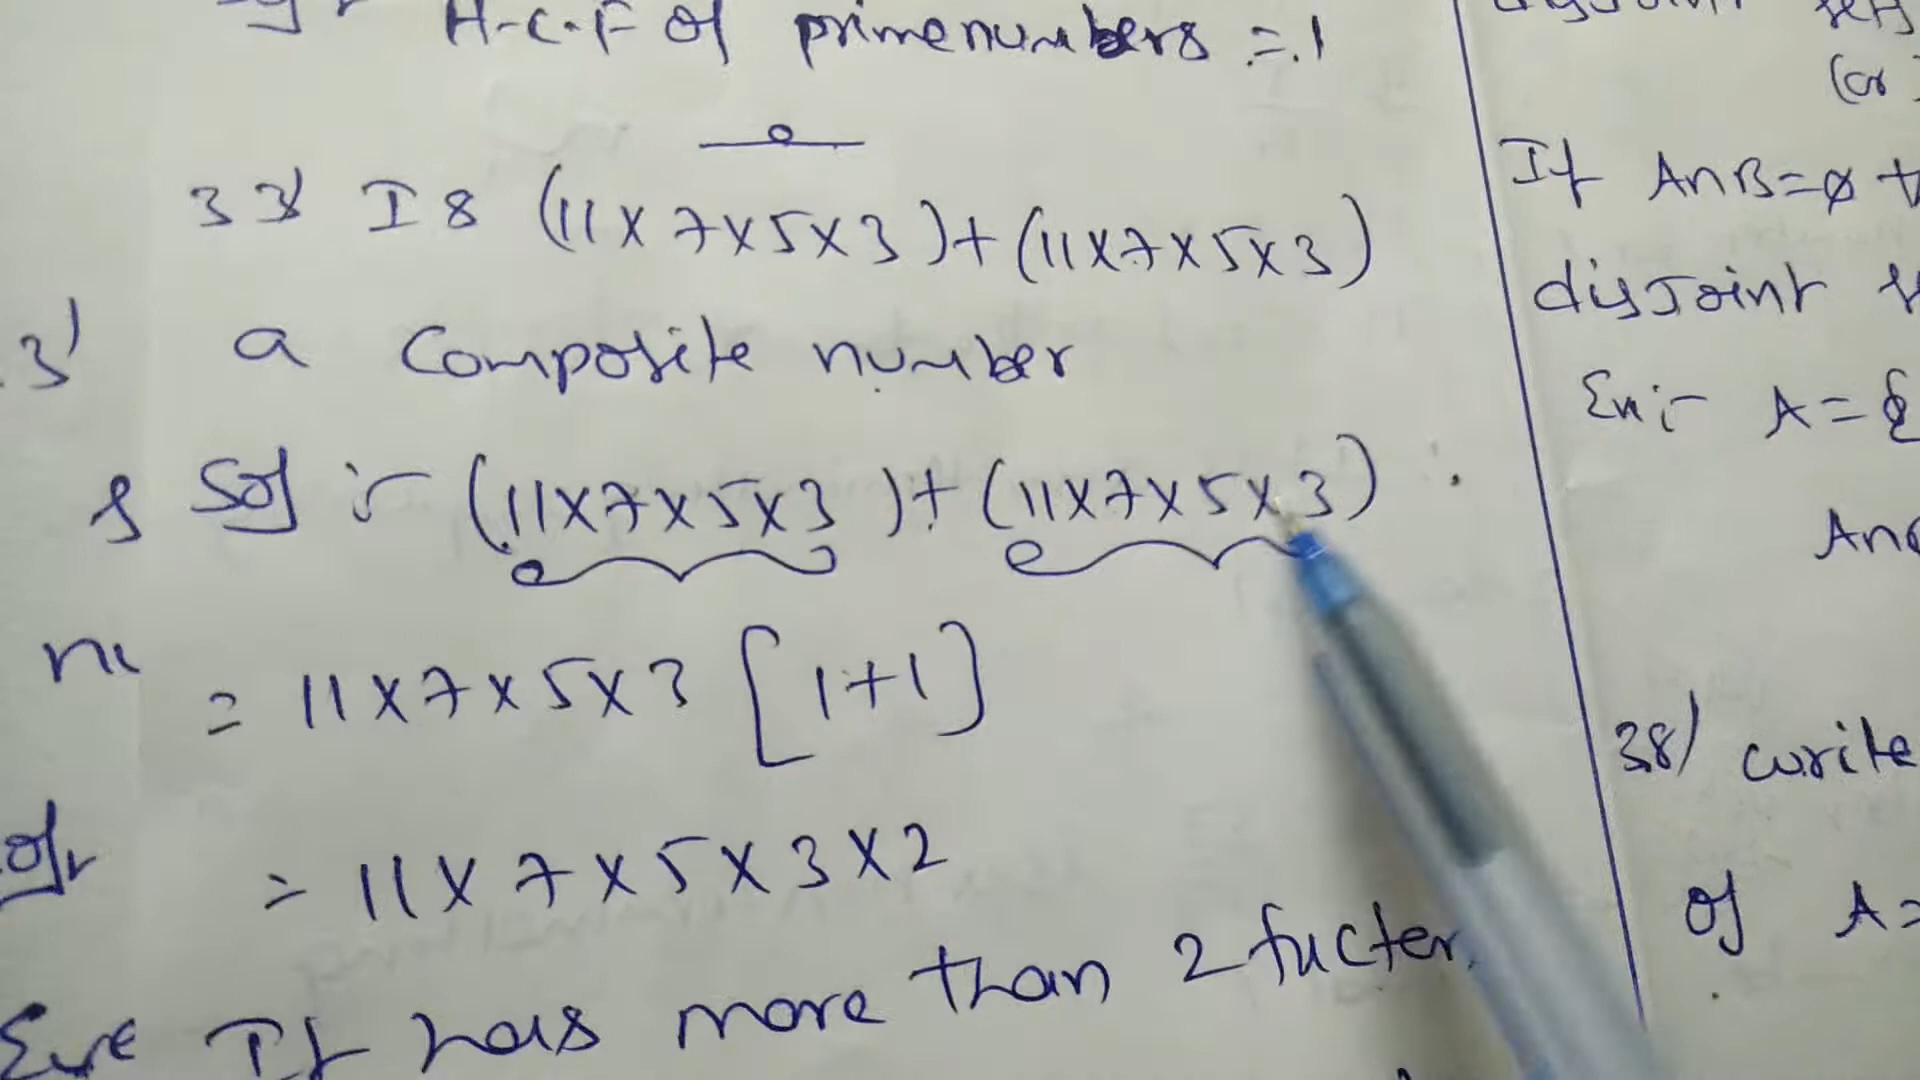 H.C.F of prime numbers = 1
33) Is (11×7×5×3)+(11×7×5×3)
a composite number
Sol :- (11×7×5×3)+(11×7×5×3)
= 11×7×5×3 [1+1]
= 11×7×5×3×2
It has more than 2 facter.
(or
If A∩B=∅
disjoint
Ex:- A={
38) write
of A=